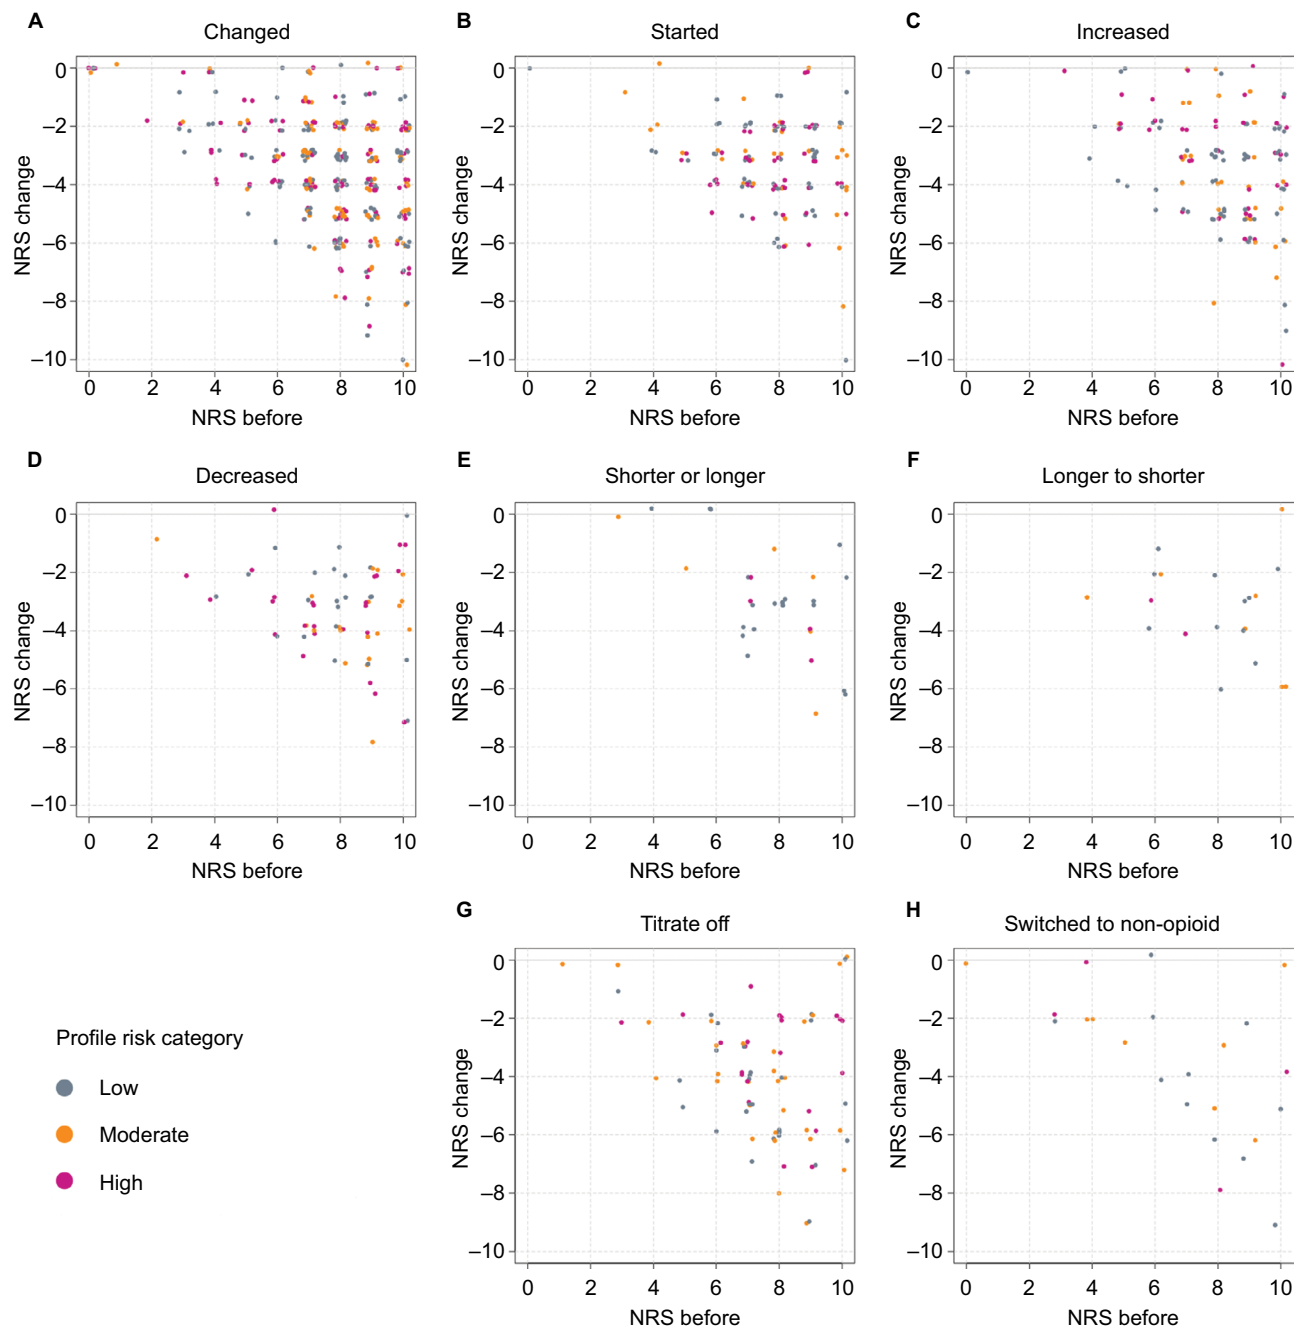 A Changed
0
–2
–4
–6
–8
–10
NRS change
0 2 4 6 8 10
NRS before
B Started
0
–2
–4
–6
–8
–10
NRS change
0 2 4 6 8 10
NRS before
C Increased
0
–2
–4
–6
–8
–10
NRS change
0 2 4 6 8 10
NRS before
D Decreased
0
–2
–4
–6
–8
–10
NRS change
0 2 4 6 8 10
NRS before
E Shorter or longer
0
–2
–4
–6
–8
–10
NRS change
0 2 4 6 8 10
NRS before
F Longer to shorter
0
–2
–4
–6
–8
–10
NRS change
0 2 4 6 8 10
NRS before
Profile risk category
Low
Moderate
High
G Titrate off
0
–2
–4
–6
–8
–10
NRS change
0 2 4 6 8 10
NRS before
H Switched to non-opioid
0
–2
–4
–6
–8
–10
NRS change
0 2 4 6 8 10
NRS before